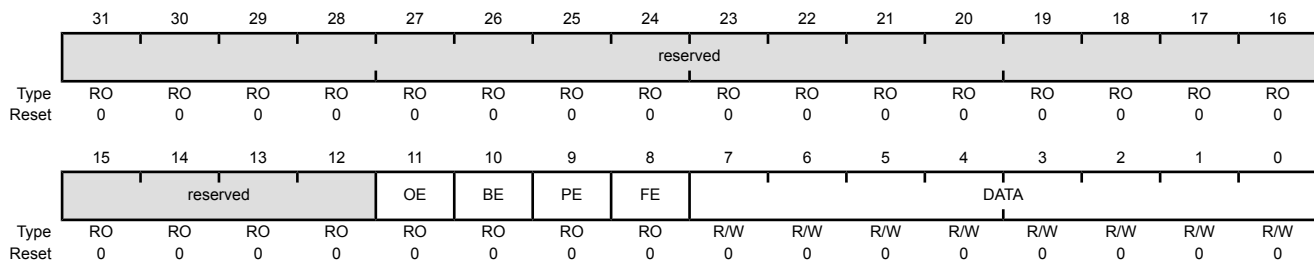 31 30 29 28 27 26 25 24 23 22 21 20 19 18 17 16
reserved
Type RO RO RO RO RO RO RO RO RO RO RO RO RO RO RO RO
Reset 0 0 0 0 0 0 0 0 0 0 0 0 0 0 0 0
15 14 13 12 11 10 9 8 7 6 5 4 3 2 1 0
reserved OE BE PE FE DATA
Type RO RO RO RO RO RO RO RO R/W R/W R/W R/W R/W R/W R/W R/W
Reset 0 0 0 0 0 0 0 0 0 0 0 0 0 0 0 0